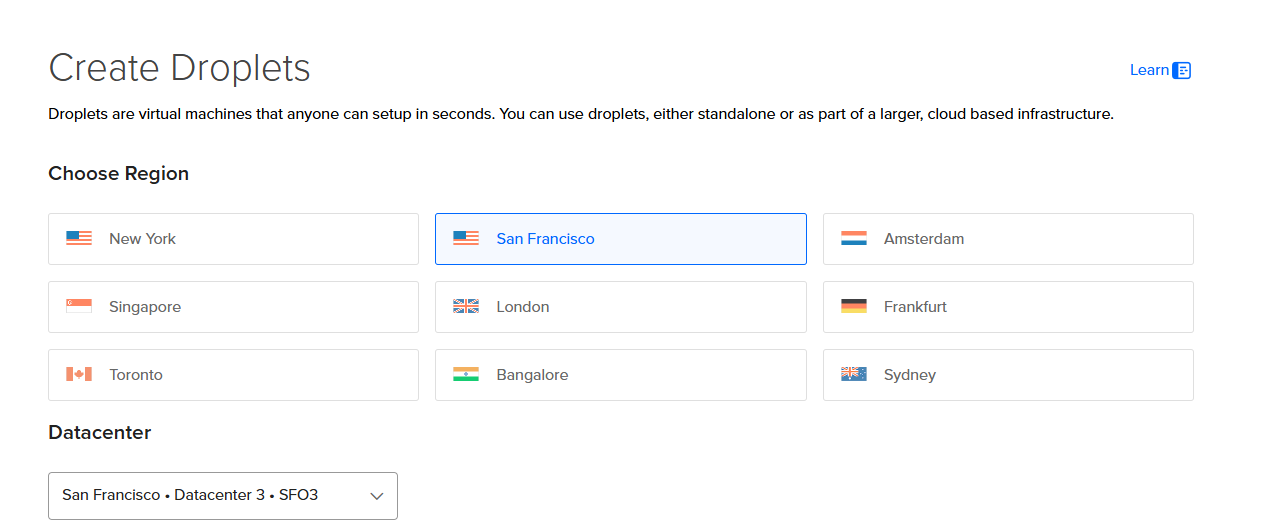 Create Droplets
Learn
Droplets are virtual machines that anyone can setup in seconds. You can use droplets, either standalone or as part of a larger, cloud based infrastructure.
Choose Region
New York
San Francisco
Amsterdam
Singapore
London
Frankfurt
Toronto
Bangalore
Sydney
Datacenter
San Francisco • Datacenter 3 • SFO3